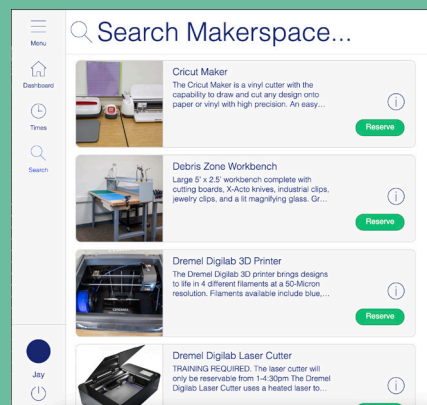 Menu
Dashboard
Times
Search
Jay
Search Makerspace...
Cricut Maker
The Cricut Maker is a vinyl cutter with the
capability to draw and cut any design onto
paper or vinyl with high precision. An easy...
Reserve
Debris Zone Workbench
Large 5' x 2.5' workbench complete with
cutting boards, X-Acto knives, industrial clips,
jewelry clips, and a lit magnifying glass. Gr...
Reserve
Dremel Digilab 3D Printer
The Dremel Digilab 3D printer brings designs
to life in 4 different filaments at a 50-Micron
resolution. Filaments available include blue,...
Reserve
Dremel Digilab Laser Cutter
TRAINING REQUIRED. The laser cutter will
only be reservable from 1-4:30pm The Dremel
Digilab Laser Cutter uses a heated laser to...